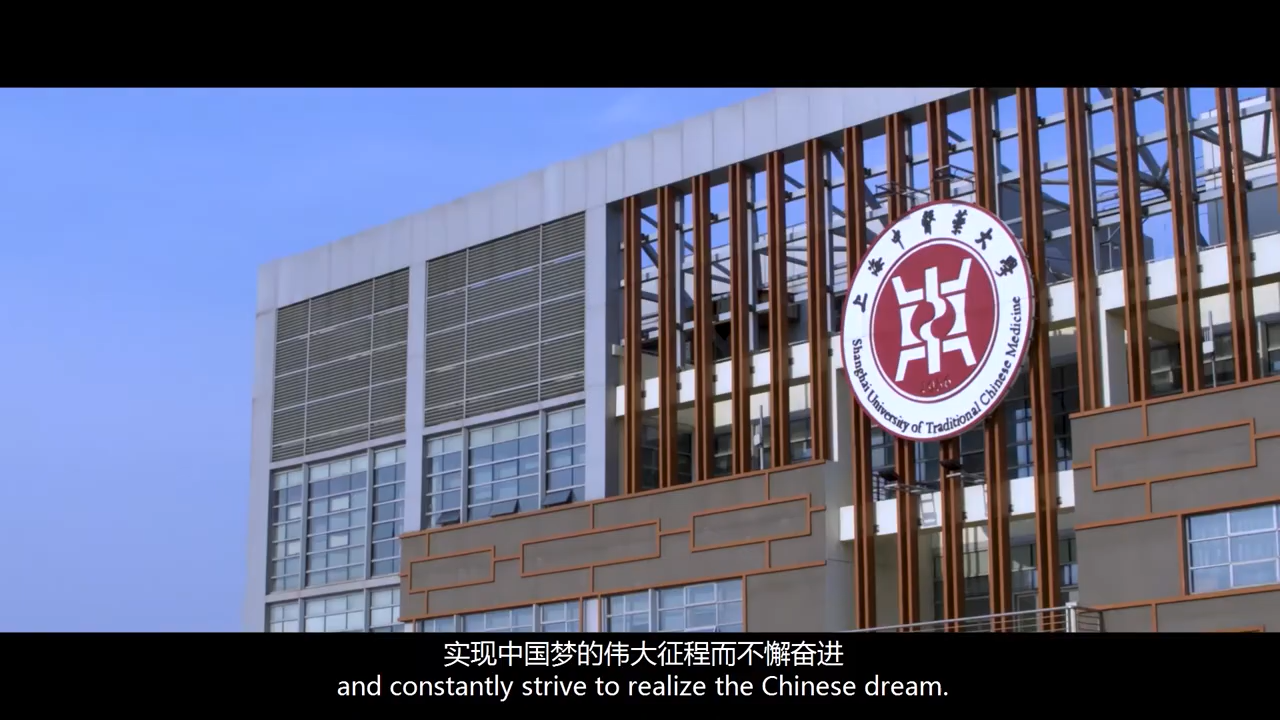 上海中醫藥大學
Shanghai University of Traditional Chinese Medicine
1956
实现中国梦的伟大征程而不懈奋进
and constantly strive to realize the Chinese dream.